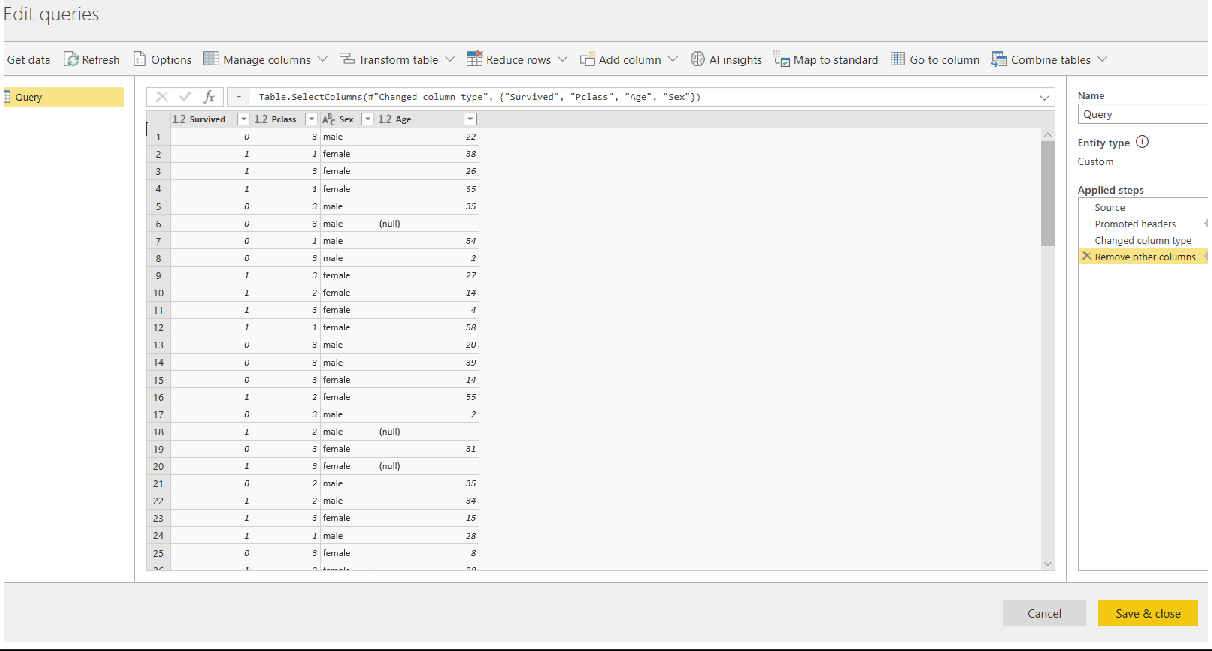 Edit queries
Get data Refresh Options Manage columns Transform table Reduce rows Add column AI insights Map to standard Go to column Combine tables
Query
fx = Table.SelectColumns(#"Changed column type", {"Survived", "Pclass", "Age", "Sex"})
1.2 Survived 1.2 Pclass ABC Sex 1.2 Age
1 0 3 male 22
2 1 1 female 38
3 1 3 female 26
4 1 1 female 35
5 0 3 male 35
6 0 3 male (null)
7 0 1 male 54
8 0 3 male 2
9 1 3 female 27
10 1 2 female 14
11 1 3 female 4
12 1 1 female 58
13 0 3 male 20
14 0 3 male 39
15 0 3 female 14
16 1 2 female 55
17 0 3 male 2
18 1 2 male (null)
19 0 3 female 31
20 1 3 female (null)
21 0 2 male 35
22 1 2 male 34
23 1 3 female 15
24 1 1 male 28
25 0 3 female 8
Name
Query
Entity type
Custom
Applied steps
Source
Promoted headers
Changed column type
Remove other columns
Cancel Save & close